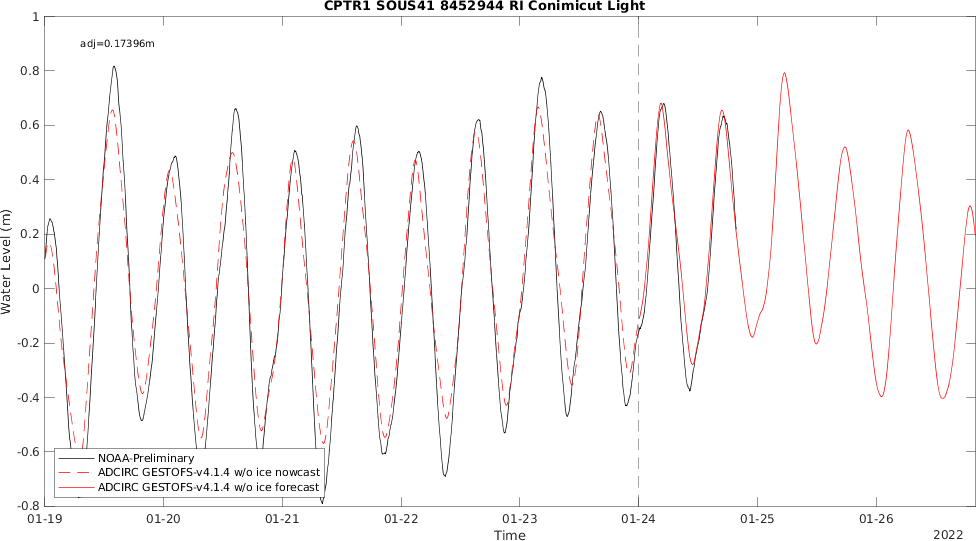 CPTR1 SOUS41 8452944 RI Conimicut Light
adj=0.17396m
1
0.8
0.6
0.4
0.2
0
-0.2
-0.4
-0.6
-0.8
Water Level (m)
NOAA-Preliminary
ADCIRC GESTOFS-v4.1.4 w/o ice nowcast
ADCIRC GESTOFS-v4.1.4 w/o ice forecast
01-19 01-20 01-21 01-22 01-23 01-24 01-25 01-26
Time
2022